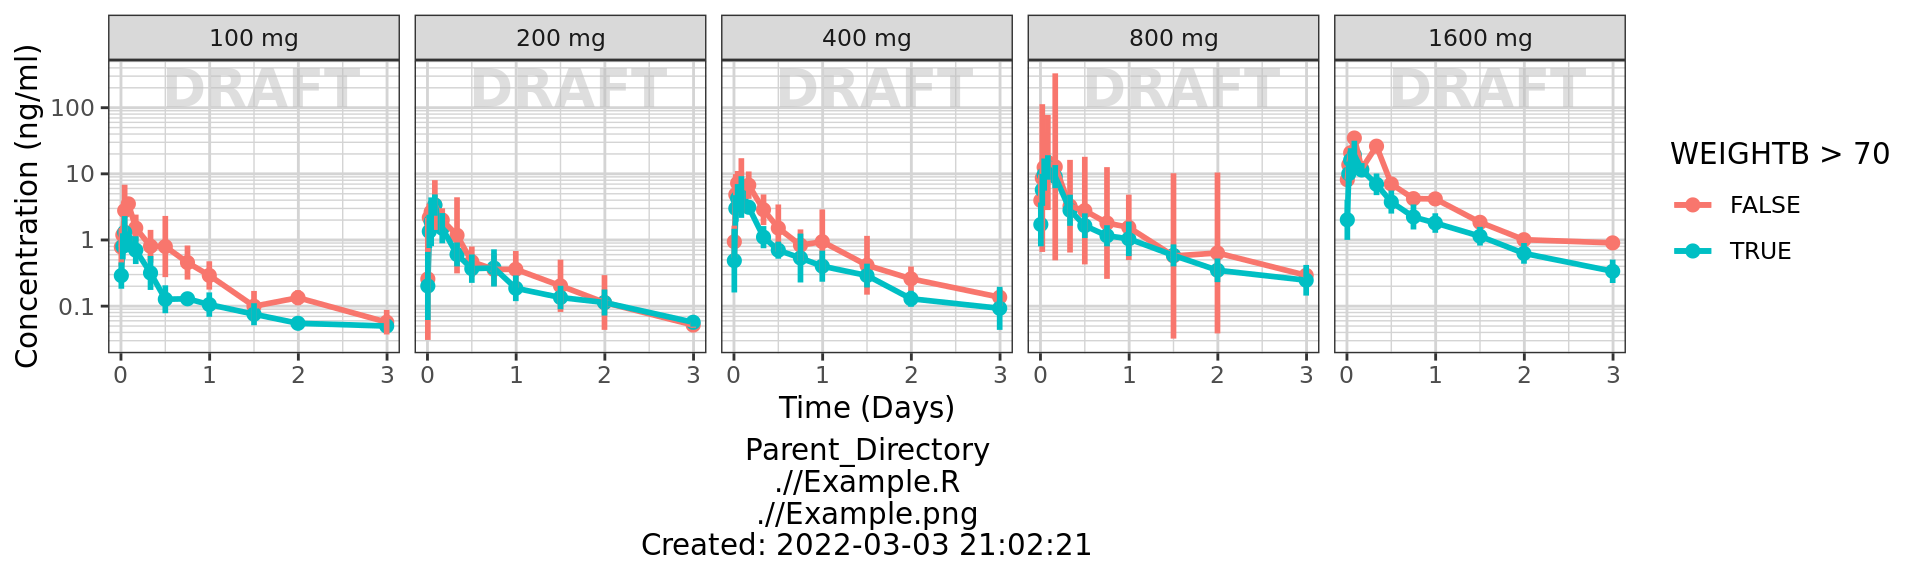 100 mg 200 mg 400 mg 800 mg 1600 mg
DRAFT DRAFT DRAFT DRAFT DRAFT
Concentration (ng/ml)
100
10
1
0.1
0 1 2 3 0 1 2 3 0 1 2 3 0 1 2 3 0 1 2 3
Time (Days)
WEIGHTB > 70
FALSE
TRUE
Parent_Directory
.//Example.R
.//Example.png
Created: 2022-03-03 21:02:21